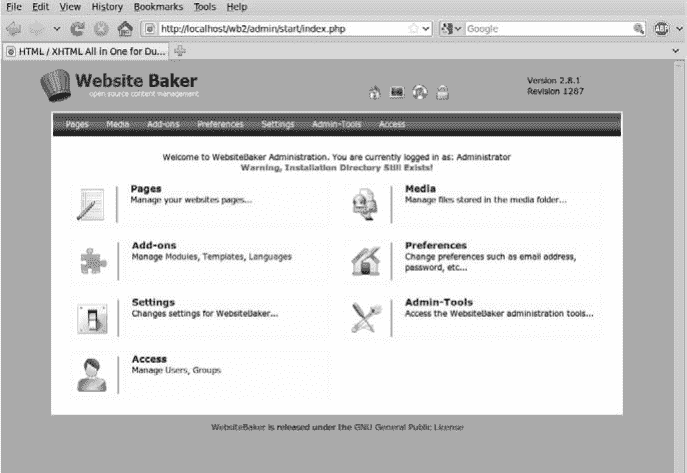 File Edit View History Bookmarks Tools Help
http://localhost/wb2/admin/start/index.php
Google
ABP
HTML / XHTML All in One for Du...
Website Baker
open source content management
Version 2.8.1
Revision 1287
Pages Media Add-ons Preferences Settings Admin-Tools Access
Welcome to WebsiteBaker Administration. You are currently logged in as: Administrator
Warning, Installation Directory Still Exists!
Pages
Manage your websites pages...
Media
Manage files stored in the media folder...
Add-ons
Manage Modules, Templates, Languages
Preferences
Change preferences such as email address,
password, etc...
Settings
Changes settings for WebsiteBaker...
Admin-Tools
Access the WebsiteBaker administration tools...
Access
Manage Users, Groups
WebsiteBaker is released under the GNU General Public License